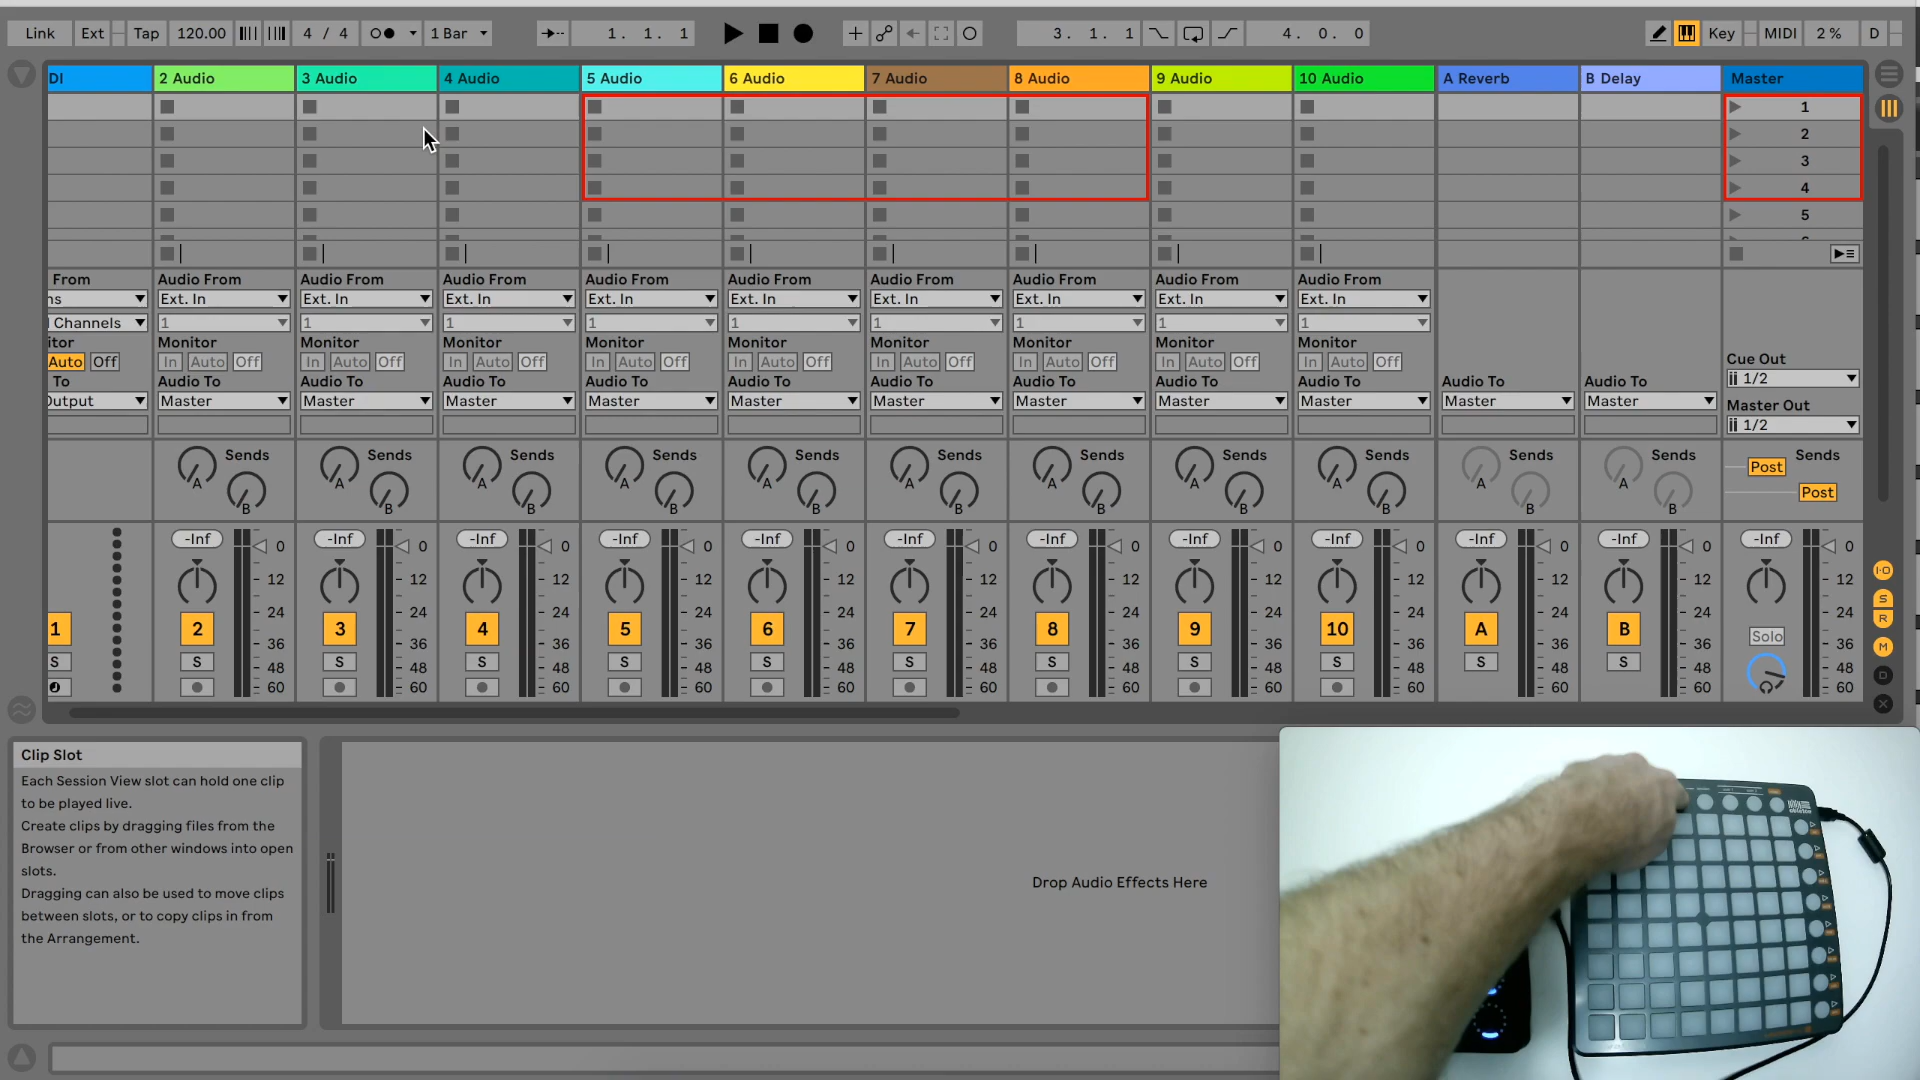 Link Ext Tap 120.00 4 / 4 1 Bar 1. 1. 1 3. 1. 1 4. 0. 0 Key MIDI 2 % D
DI 2 Audio 3 Audio 4 Audio 5 Audio 6 Audio 7 Audio 8 Audio 9 Audio 10 Audio A Reverb B Delay Master
1
2
3
4
5
From Audio From Audio From Audio From Audio From Audio From Audio From Audio From Audio From Audio From
ns Ext. In Ext. In Ext. In Ext. In Ext. In Ext. In Ext. In Ext. In Ext. In
l Channels 1 1 1 1 1 1 1 1 1
itor Monitor Monitor Monitor Monitor Monitor Monitor Monitor Monitor Monitor
Auto Off In Auto Off In Auto Off In Auto Off In Auto Off In Auto Off In Auto Off In Auto Off In Auto Off In Auto Off
Cue Out
1/2
To Audio To Audio To Audio To Audio To Audio To Audio To Audio To Audio To Audio To Audio To Audio To
Output Master Master Master Master Master Master Master Master Master Master Master
Master Out
1/2
Sends Sends Sends Sends Sends Sends Sends Sends Sends Sends Sends Sends
A A A A A A A A A A A Post
B B B B B B B B B B B Post
-Inf -Inf -Inf -Inf -Inf -Inf -Inf -Inf -Inf -Inf -Inf -Inf
0 0 0 0 0 0 0 0 0 0 0 0
12 12 12 12 12 12 12 12 12 12 12 12
24 24 24 24 24 24 24 24 24 24 24 24
1 2 3 4 5 6 7 8 9 10 A B Solo
36 36 36 36 36 36 36 36 36 36 36 36
S S S S S S S S S S S S
48 48 48 48 48 48 48 48 48 48 48 48
60 60 60 60 60 60 60 60 60 60 60 60
I·O
S
R
M
D
Clip Slot
Each Session View slot can hold one clip
to be played live.
Create clips by dragging files from the
Browser or from other windows into open
slots.
Dragging can also be used to move clips
between slots, or to copy clips in from
the Arrangement.
Drop Audio Effects Here